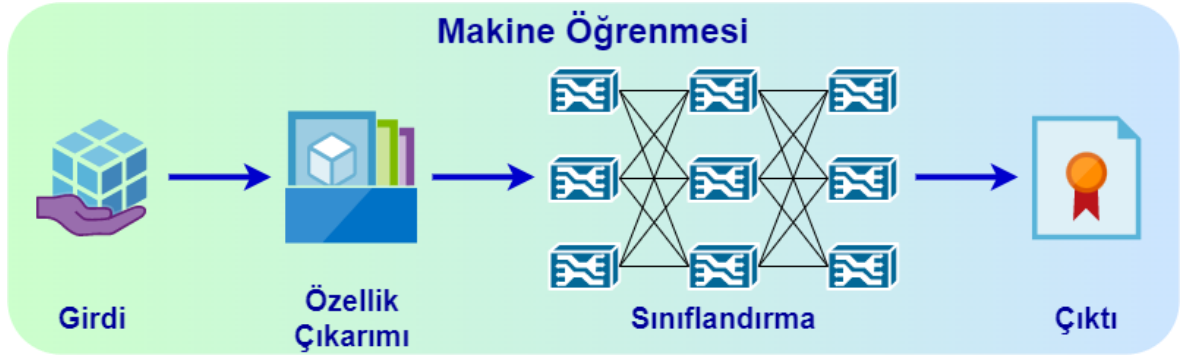 Makine Öğrenmesi
Girdi
Özellik
Çıkarımı
Sınıflandırma
Çıktı